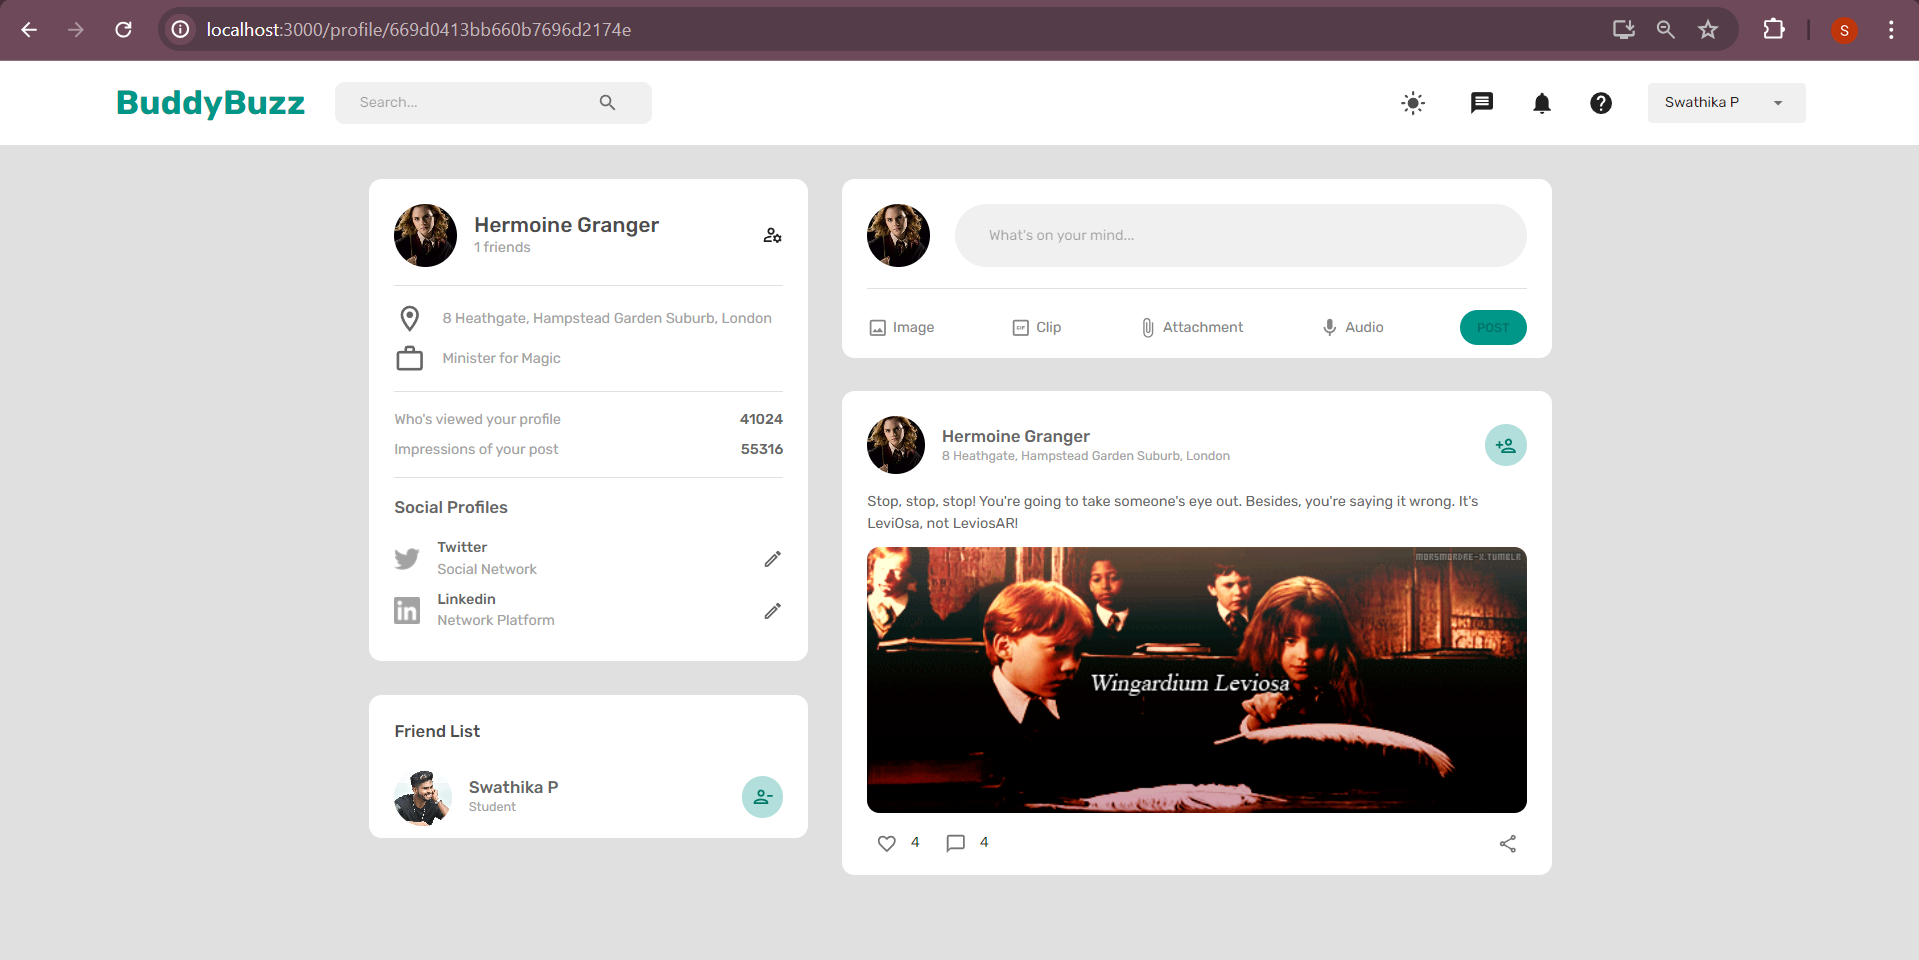 localhost:3000/profile/669d0413bb660b7696d2174e
S
BuddyBuzz
Search...
Swathika P
Hermoine Granger
1 friends
8 Heathgate, Hampstead Garden Suburb, London
Minister for Magic
Who's viewed your profile 41024
Impressions of your post 55316
Social Profiles
Twitter
Social Network
Linkedin
Network Platform
Friend List
Swathika P
Student
What's on your mind...
Image
GIF
Clip
Attachment
Audio
POST
Hermoine Granger
8 Heathgate, Hampstead Garden Suburb, London
Stop, stop, stop! You're going to take someone's eye out. Besides, you're saying it wrong. It's
LeviOsa, not LeviosAR!
MORSMORDRE-X.TUMBLR
Wingardium Leviosa
4
4